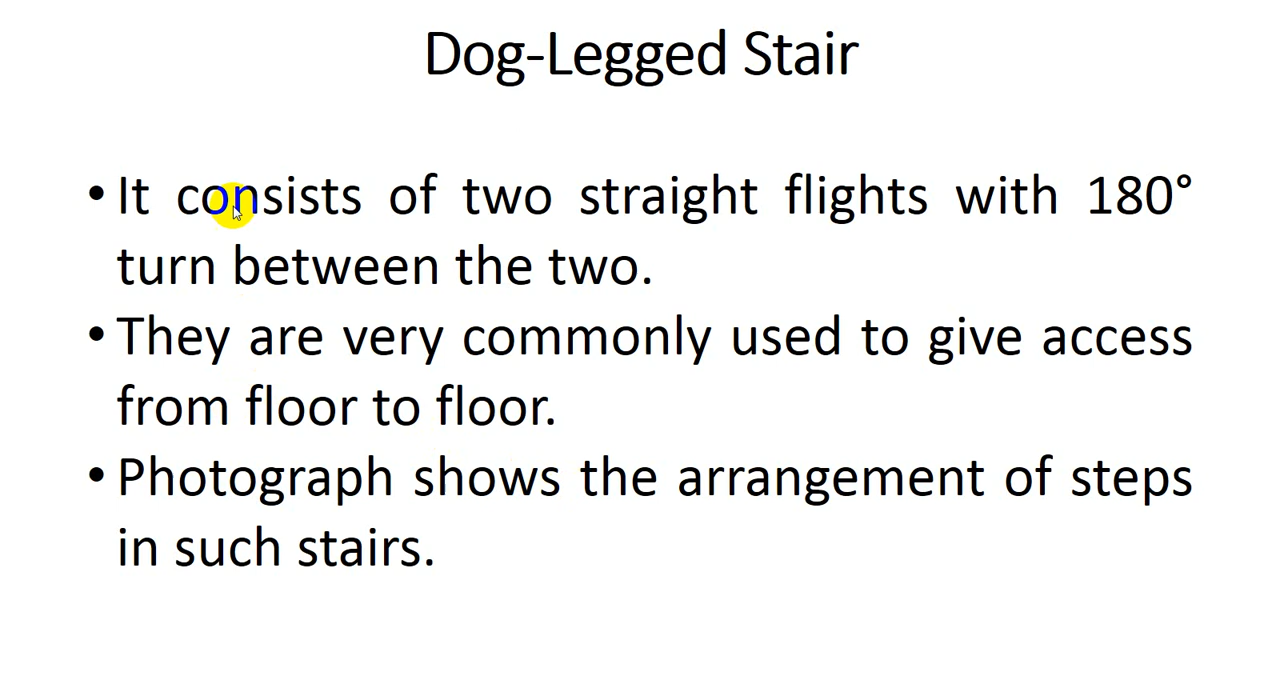 Dog-Legged Stair
• It consists of two straight flights with 180°
turn between the two.
• They are very commonly used to give access
from floor to floor.
• Photograph shows the arrangement of steps
in such stairs.